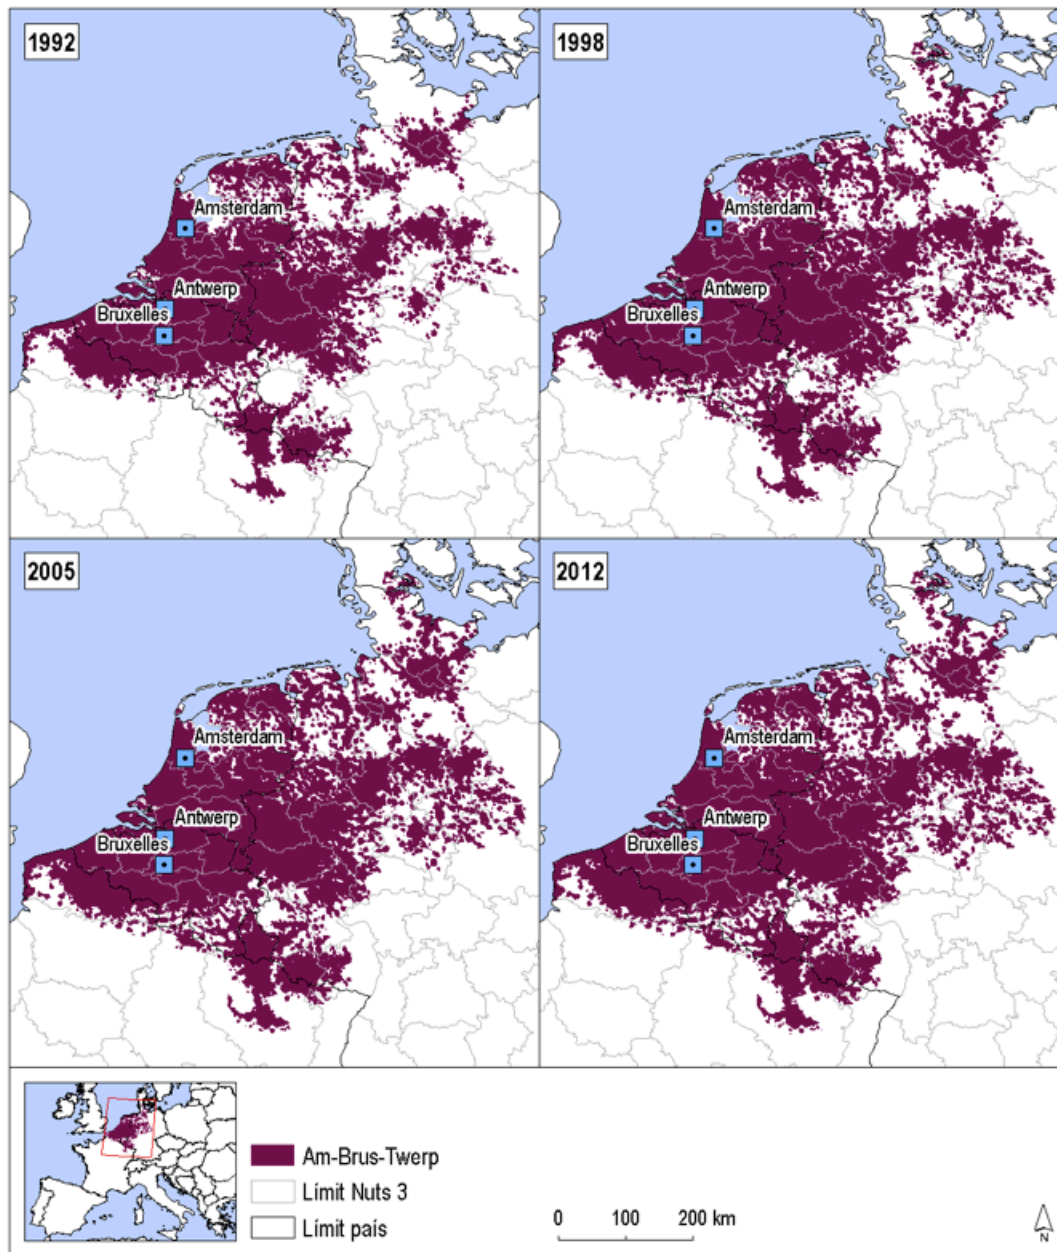 1992
Amsterdam
Antwerp
Bruxelles
1998
Amsterdam
Antwerp
Bruxelles
2005
Amsterdam
Antwerp
Bruxelles
2012
Amsterdam
Antwerp
Bruxelles
Am-Brus-Twerp
Límit Nuts 3
Límit país
0 100 200 km
N